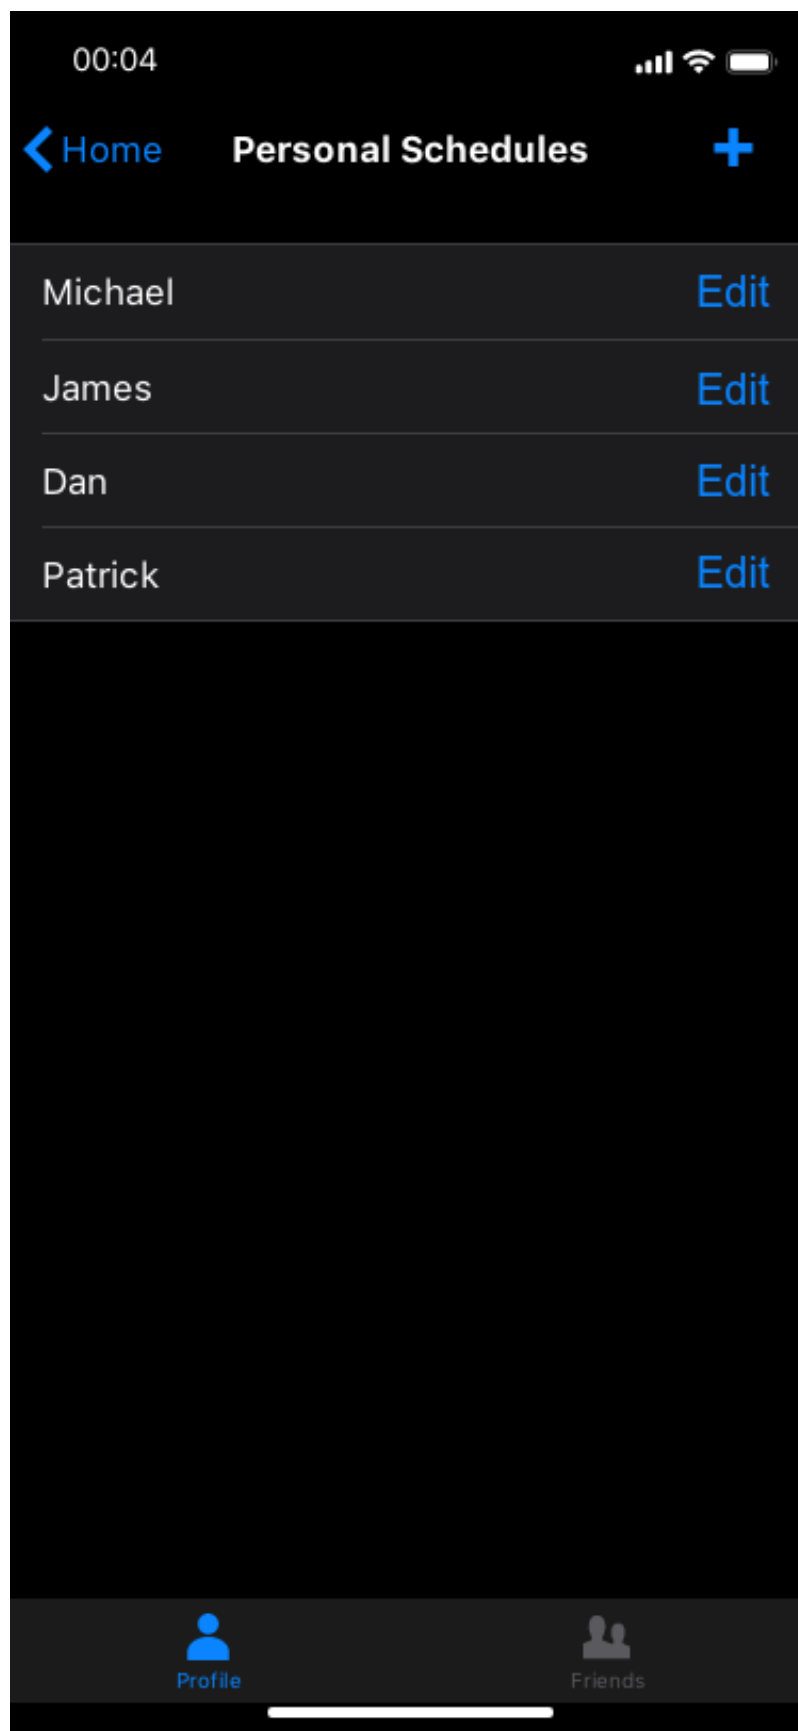 00:04
Home Personal Schedules +
Michael Edit
James Edit
Dan Edit
Patrick Edit
Profile Friends